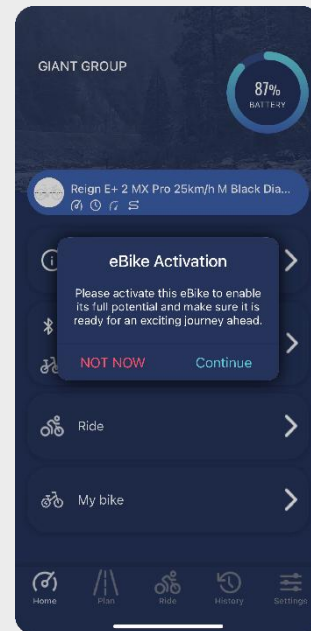 GIANT GROUP
87%
BATTERY
Reign E+ 2 MX Pro 25km/h M Black Dia...
eBike Activation
Please activate this eBike to enable
its full potential and make sure it is
ready for an exciting journey ahead.
NOT NOW
Continue
Ride
My bike
Home
Plan
Ride
History
Settings